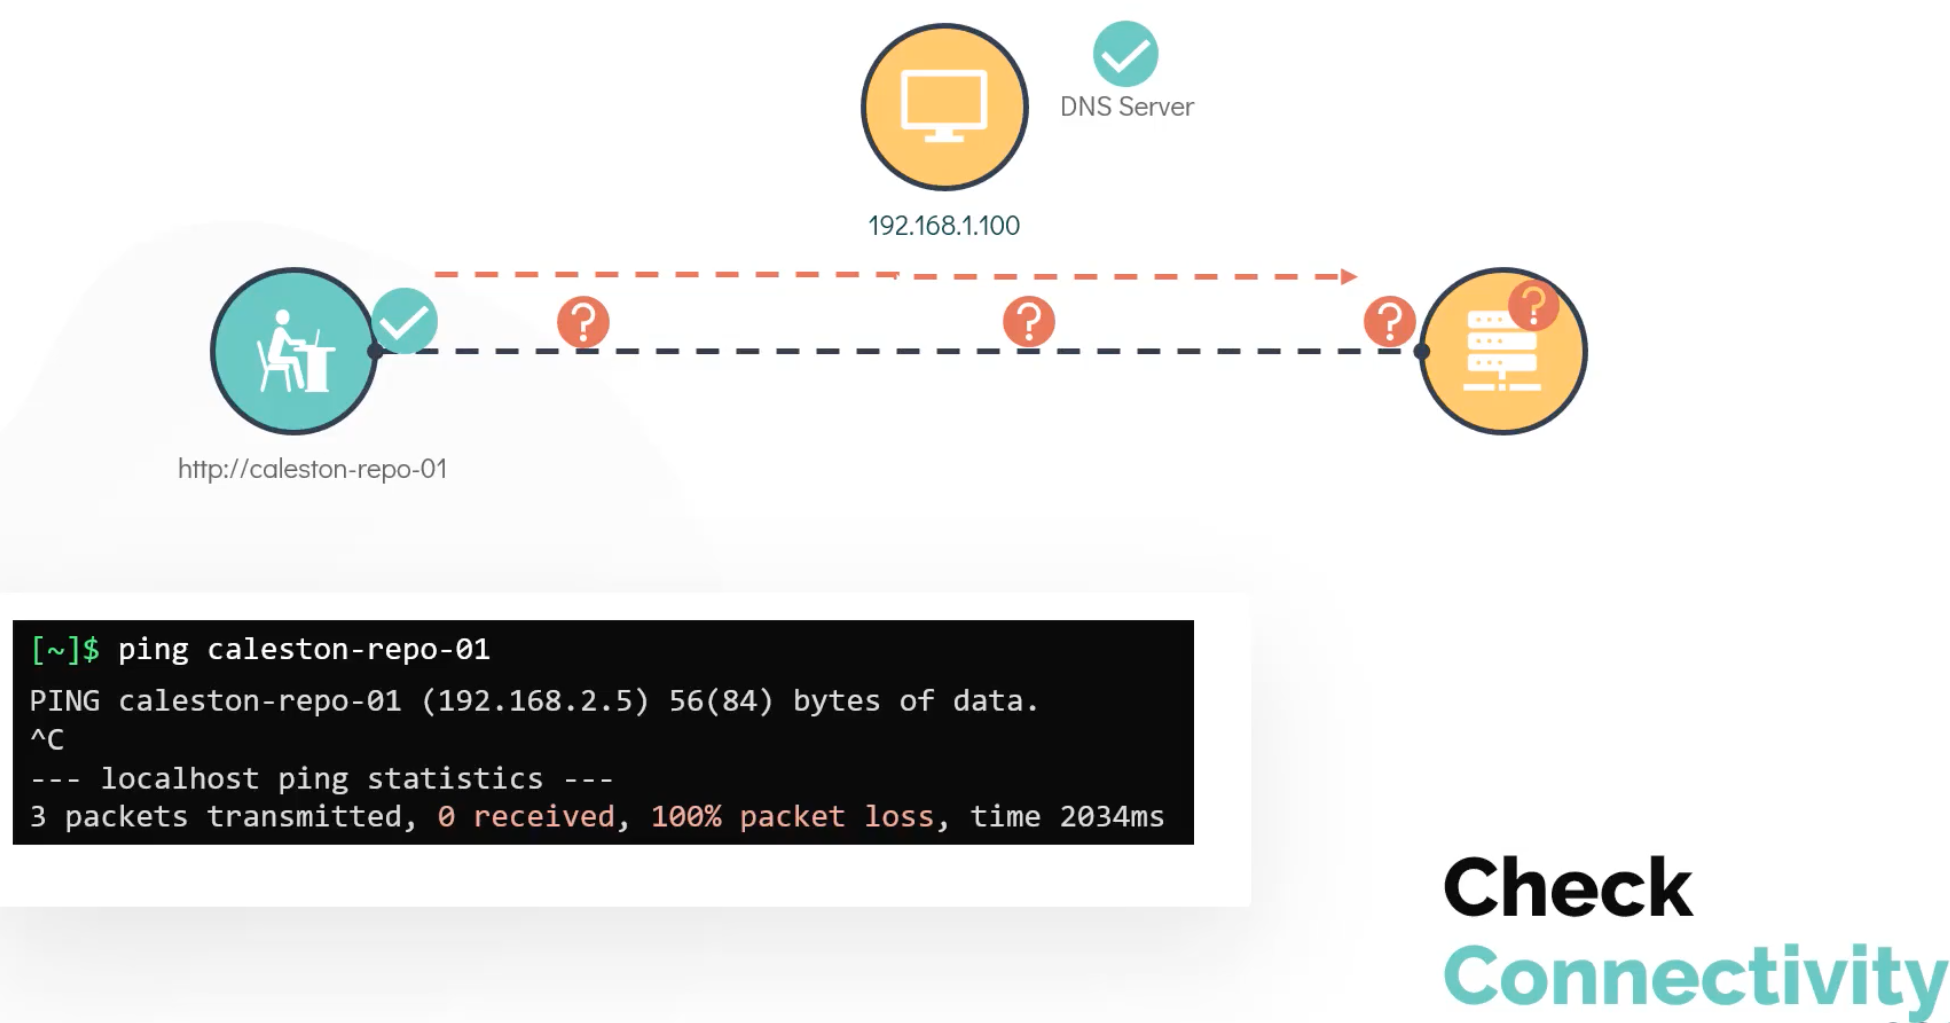 DNS Server
192.168.1.100
?
?
?
?
http://caleston-repo-01
[~]$ ping caleston-repo-01
PING caleston-repo-01 (192.168.2.5) 56(84) bytes of data.
^C
--- localhost ping statistics ---
3 packets transmitted, 0 received, 100% packet loss, time 2034ms
Check
Connectivity